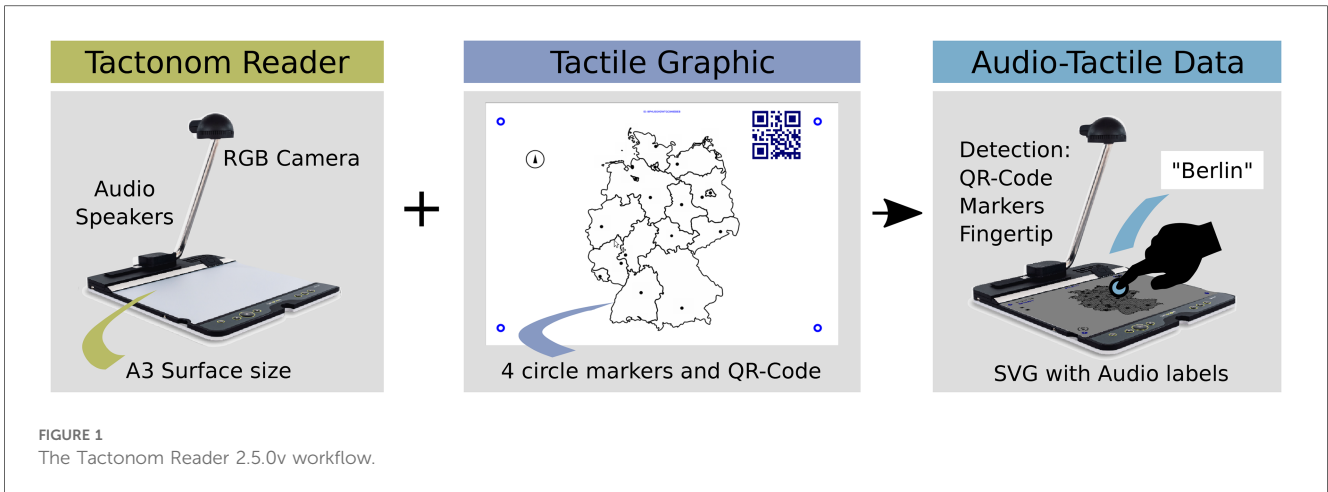 Tactonom Reader
RGB Camera
Audio
Speakers
A3 Surface size
+
Tactile Graphic
4 circle markers and QR-Code
Audio-Tactile Data
Detection:
QR-Code
Markers
Fingertip
"Berlin"
SVG with Audio labels
FIGURE 1
The Tactonom Reader 2.5.0v workflow.